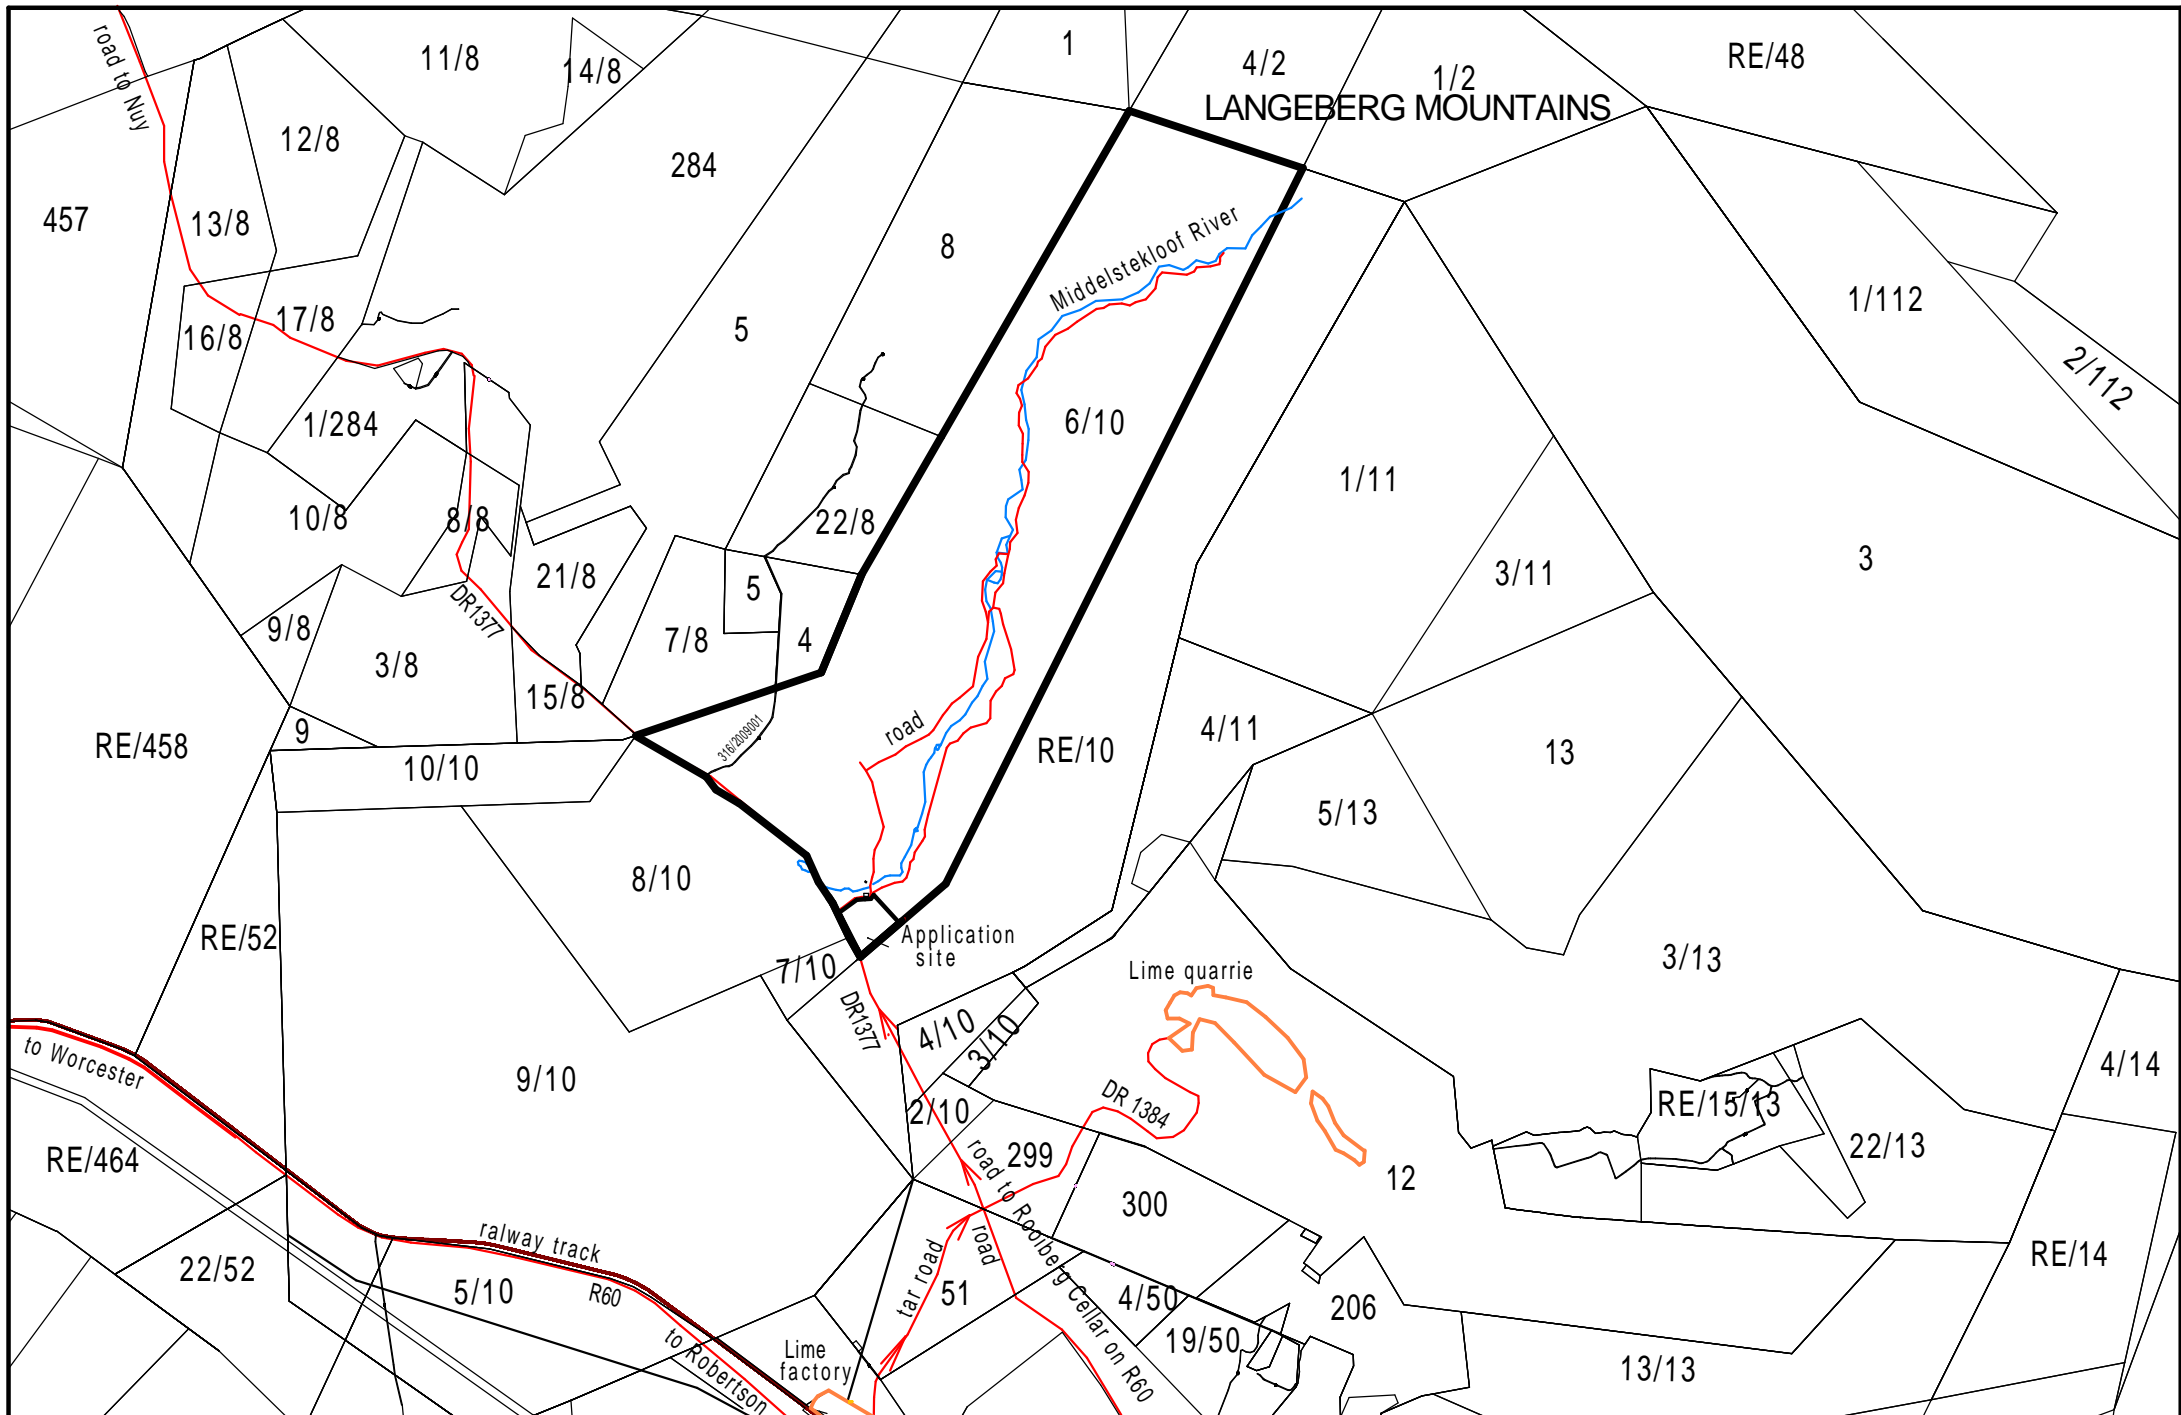 road to Nuy
11/8
14/8
1
4/2
1/2
RE/48
LANGEBERG MOUNTAINS
12/8
284
457
13/8
8
Middelstekloof River
17/8
16/8
5
1/112
2/112
1/284
6/10
1/11
10/8
8/8
22/8
3/11
3
21/8
5
DR1377
9/8
7/8
4
3/8
15/8
316/2009001
road
4/11
RE/458
9
10/10
RE/10
13
5/13
8/10
RE/52
Application
site
7/10
Lime quarrie
3/13
DR1377
4/10
3/10
to Worcester
9/10
2/10
DR 1384
RE/15/13
4/14
RE/464
299
22/13
12
300
road to Rooiberg Cellar on R60
ralway track
road
tar road
RE/14
22/52
5/10
R60
51
4/50
206
to Robertson
Lime
factory
19/50
13/13